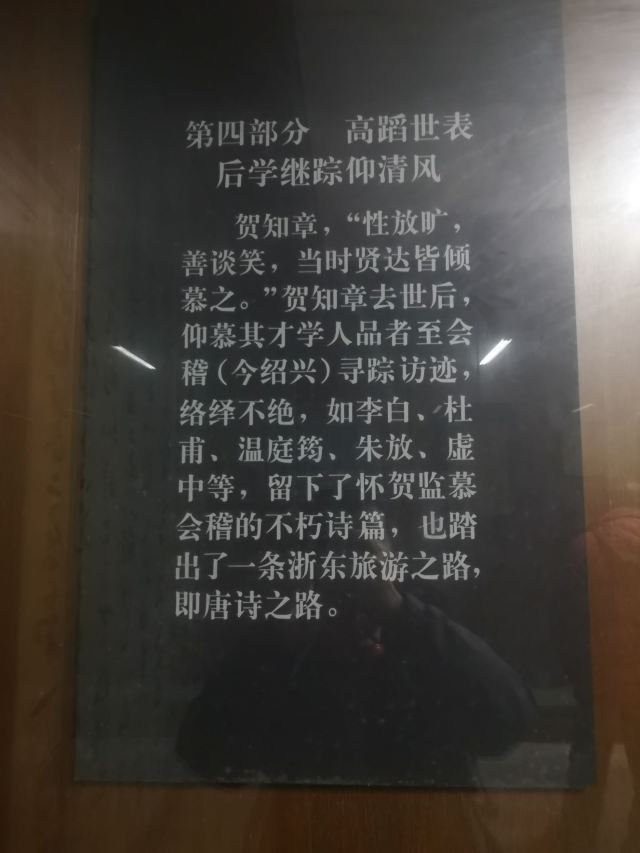 第四部分　高蹈世表
后学继踪仰清风
贺知章，“性放旷，
善谈笑，当时贤达皆倾
慕之。”贺知章去世后，
仰慕其才学人品者至会
稽（今绍兴）寻踪访迹，
络绎不绝，如李白、杜
甫、温庭筠、朱放、虚
中等，留下了怀贺监慕
会稽的不朽诗篇，也踏
出了一条浙东旅游之路，
即唐诗之路。